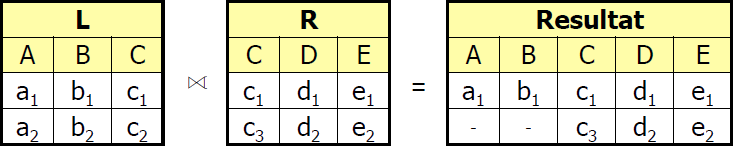 L R Resultat
A B C C D E A B C D E
a₁ b₁ c₁ ⋈ c₁ d₁ e₁ = a₁ b₁ c₁ d₁ e₁
a₂ b₂ c₂ c₃ d₂ e₂ - - c₃ d₂ e₂